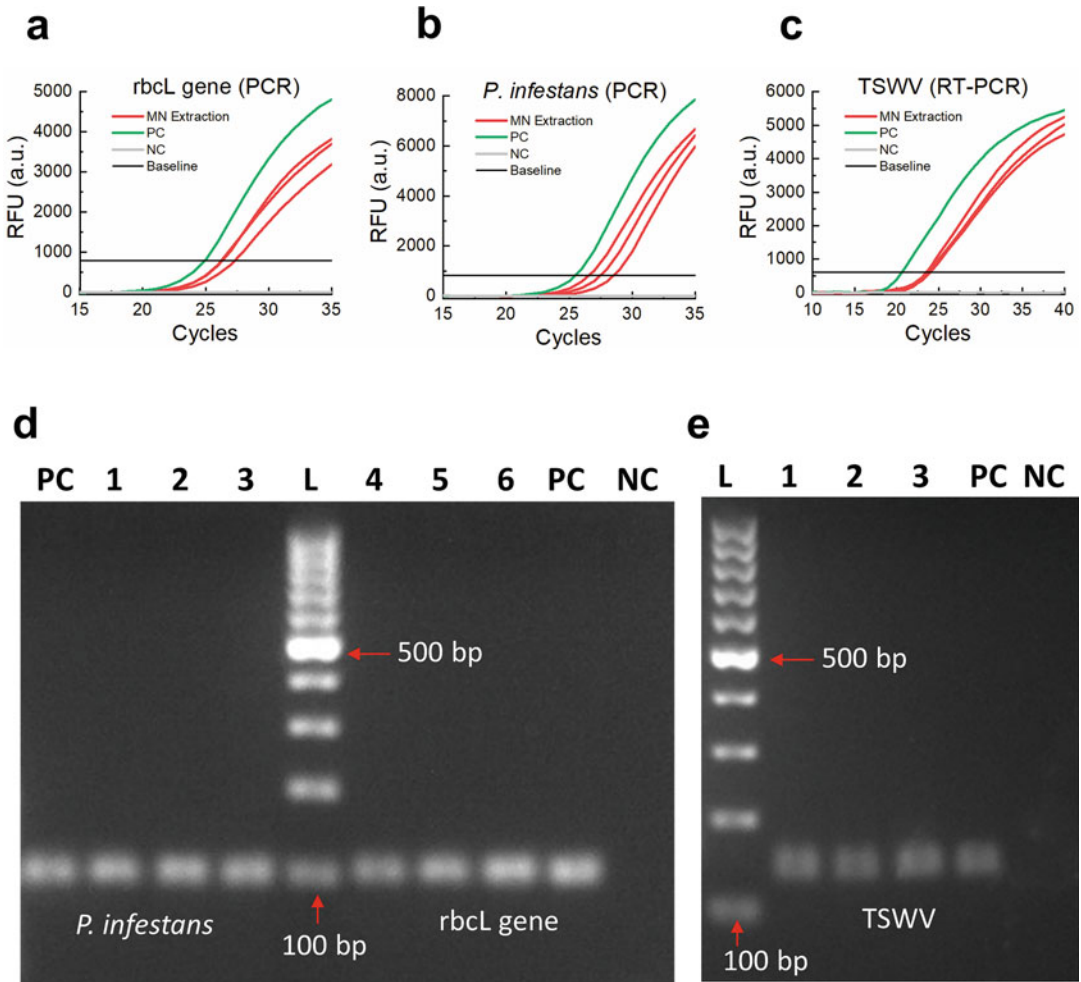 a
b
c
rbcL gene (PCR)
P. infestans (PCR)
TSWV (RT-PCR)
5000
4000
3000
2000
1000
0
15
20
25
30
35
RFU (a.u.)
Cycles
MN Extraction
PC
NC
Baseline
8000
6000
4000
2000
0
15
20
25
30
35
RFU (a.u.)
Cycles
MN Extraction
PC
NC
Baseline
6000
5000
4000
3000
2000
1000
0
10
15
20
25
30
35
40
RFU (a.u.)
Cycles
MN Extraction
PC
NC
Baseline
d
PC 1 2 3 L 4 5 6 PC NC
500 bp
P. infestans
100 bp
rbcL gene
e
L 1 2 3 PC NC
500 bp
TSWV
100 bp